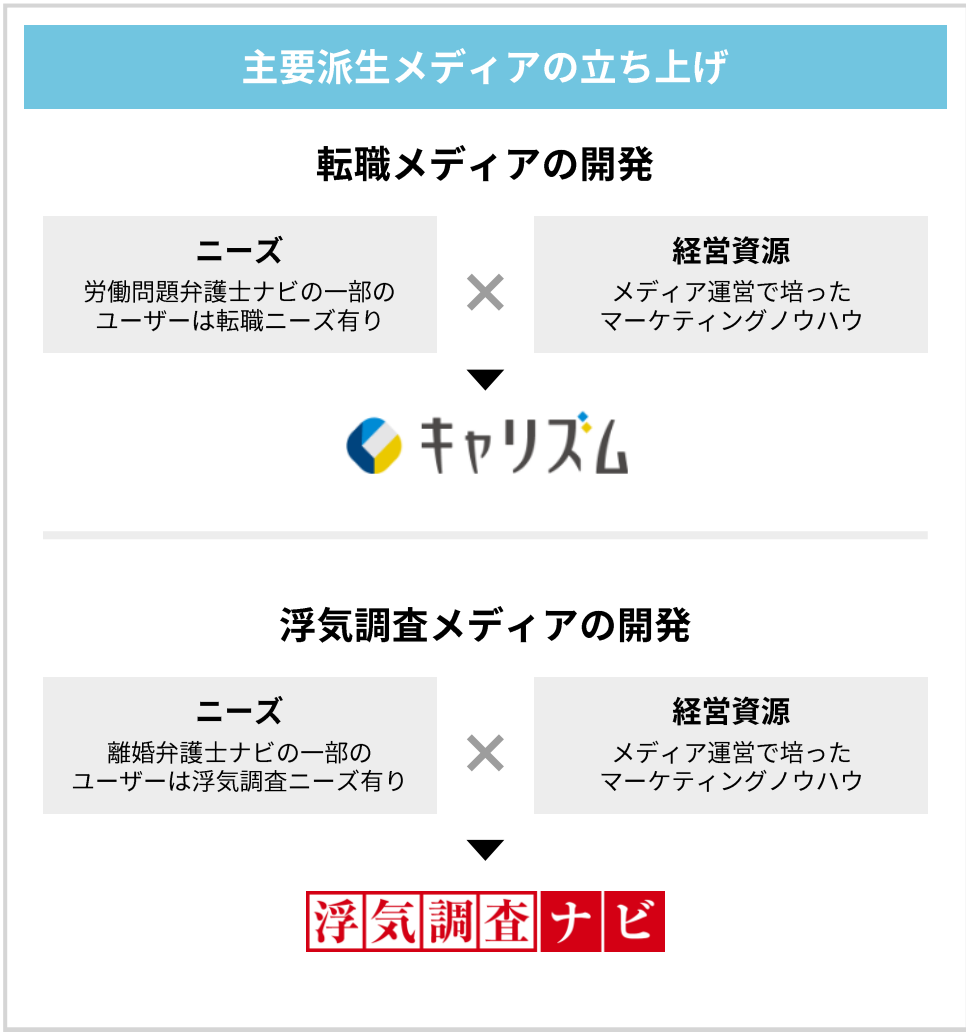 主要派生メディアの立ち上げ
転職メディアの開発
ニーズ
労働問題弁護士ナビの一部の
ユーザーは転職ニーズ有り
×
経営資源
メディア運営で培った
マーケティングノウハウ
キャリズム
浮気調査メディアの開発
ニーズ
離婚弁護士ナビの一部の
ユーザーは浮気調査ニーズ有り
×
経営資源
メディア運営で培った
マーケティングノウハウ
浮気調査ナビ